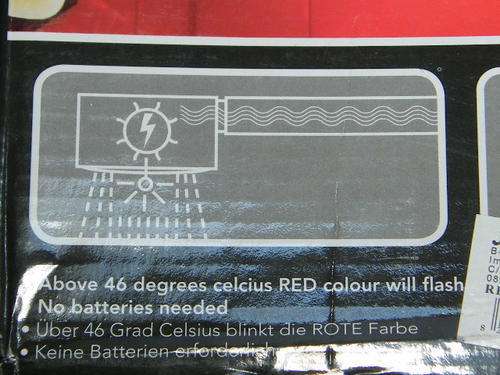 Above 46 degrees celcius RED colour will flash
No batteries needed
• Über 46 Grad Celsius blinkt die ROTE Farbe
• Keine Batterien erforderlich